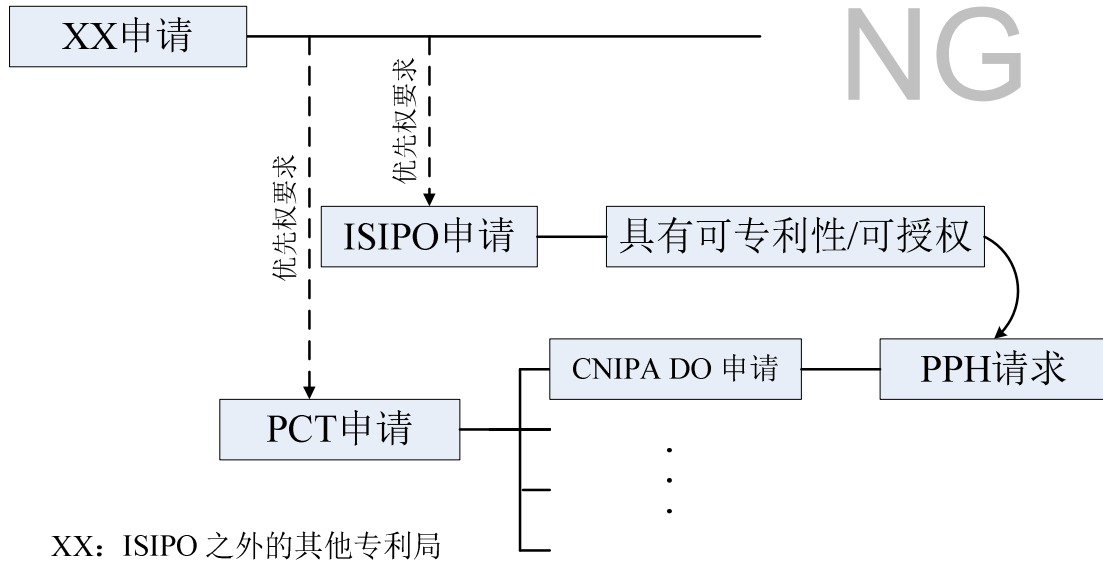 XX申请
NG
优先权要求
优先权要求
ISIPO申请
具有可专利性/可授权
CNIPA DO 申请
PPH请求
PCT申请
XX：ISIPO 之外的其他专利局